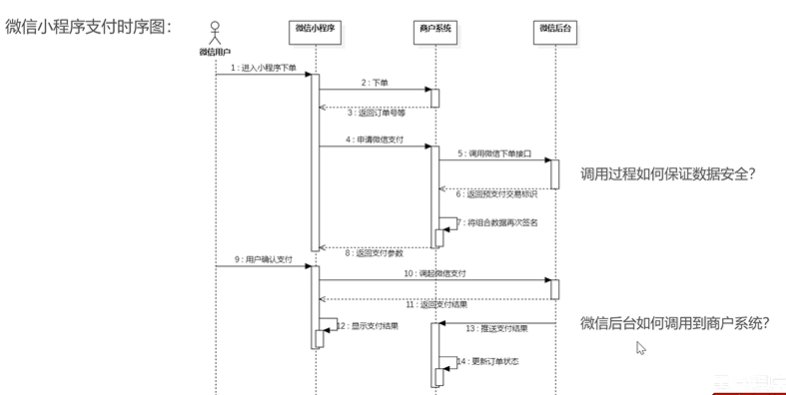 微信小程序支付时序图：
微信用户
微信小程序
商户系统
微信后台
1：进入小程序下单
2：下单
3：返回订单号等
4：申请微信支付
5：调用微信下单接口
调用过程如何保证数据安全？
6：返回预支付交易标识
7：将组合数据再次签名
8：返回支付参数
9：用户确认支付
10：调起微信支付
11：返回支付结果
12：显示支付结果
13：推送支付结果
微信后台如何调用到商户系统？
14：更新订单状态